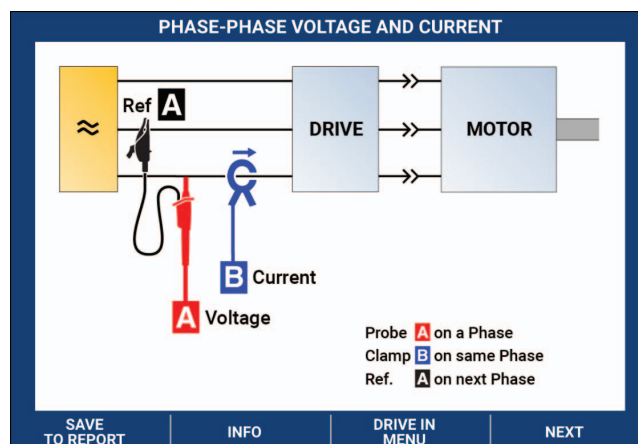 PHASE-PHASE VOLTAGE AND CURRENT
≈
Ref A
DRIVE
MOTOR
B Current
A Voltage
Probe A on a Phase
Clamp B on same Phase
Ref. A on next Phase
SAVE
TO REPORT
INFO
DRIVE IN
MENU
NEXT